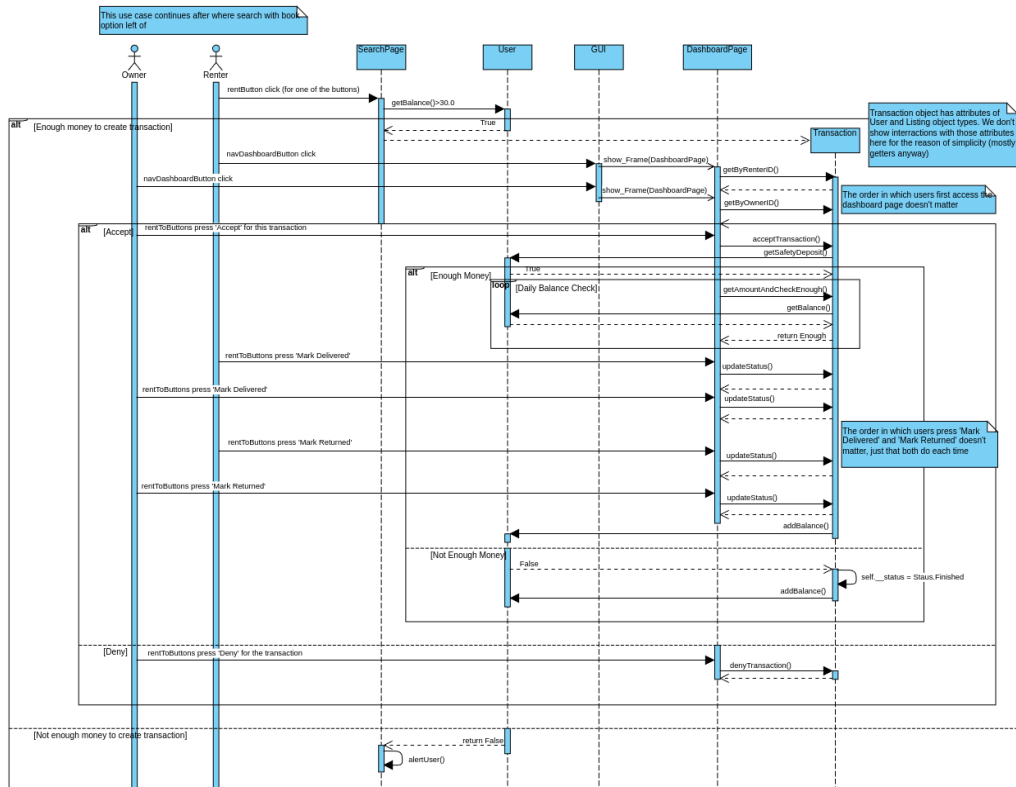 This use case continues after where search with book
option left of
Owner
Renter
SearchPage
User
GUI
DashboardPage
rentButton click (for one of the buttons)
getBalance()>30.0
True
alt
[Enough money to create transaction]
Transaction
Transaction object has attributes of
User and Listing object types. We don't
show interractions with those attributes
here for the reason of simplicity (mostly
getters anyway)
navDashboardButton click
show_Frame(DashboardPage)
getByRenterID()
navDashboardButton click
show_Frame(DashboardPage)
getByOwnerID()
The order in which users first access the
dashboard page doesn't matter
alt
[Accept]
rentToButtons press 'Accept' for this transaction
acceptTransaction()
getSafetyDeposit()
alt
[Enough Money]
True
loop
[Daily Balance Check]
getAmountAndCheckEnough()
getBalance()
return Enough
rentToButtons press 'Mark Delivered'
updateStatus()
rentToButtons press 'Mark Delivered'
updateStatus()
The order in which users press 'Mark
Delivered' and 'Mark Returned' doesn't
matter, just that both do each time
rentToButtons press 'Mark Returned'
updateStatus()
rentToButtons press 'Mark Returned'
updateStatus()
addBalance()
[Not Enough Money]
False
self.__status = Staus.Finished
addBalance()
[Deny]
rentToButtons press 'Deny' for the transaction
denyTransaction()
[Not enough money to create transaction]
return False
alertUser()